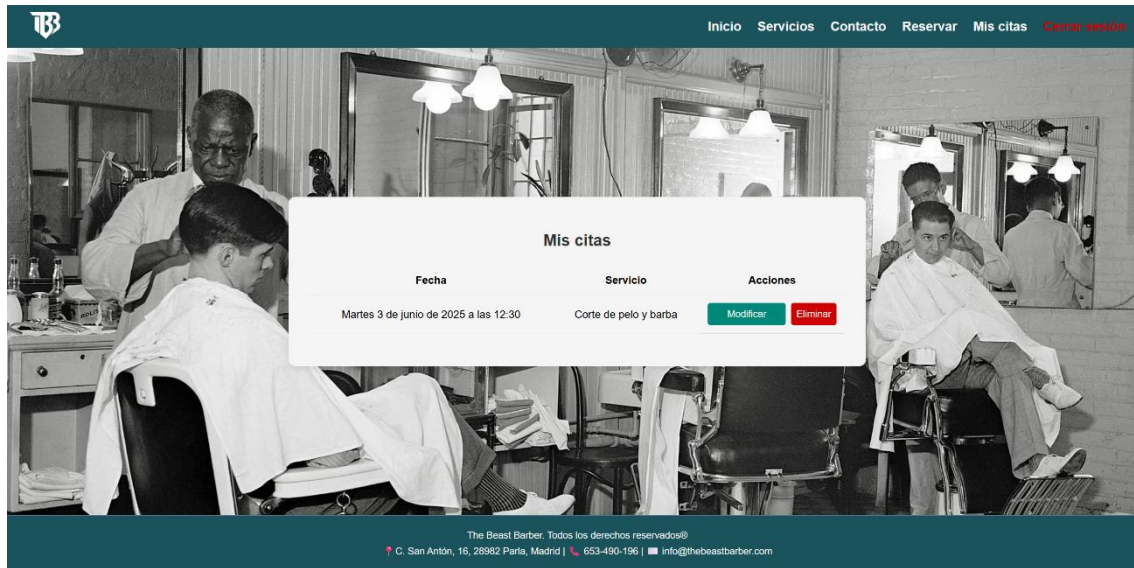 TBB
Inicio Servicios Contacto Reservar Mis citas Cerrar sesión
Mis citas
Fecha Servicio Acciones
Martes 3 de junio de 2025 a las 12:30 Corte de pelo y barba Modificar Eliminar
The Beast Barber. Todos los derechos reservados®
C. San Antón, 16, 28982 Parla, Madrid | 653-490-196 | info@thebeastbarber.com